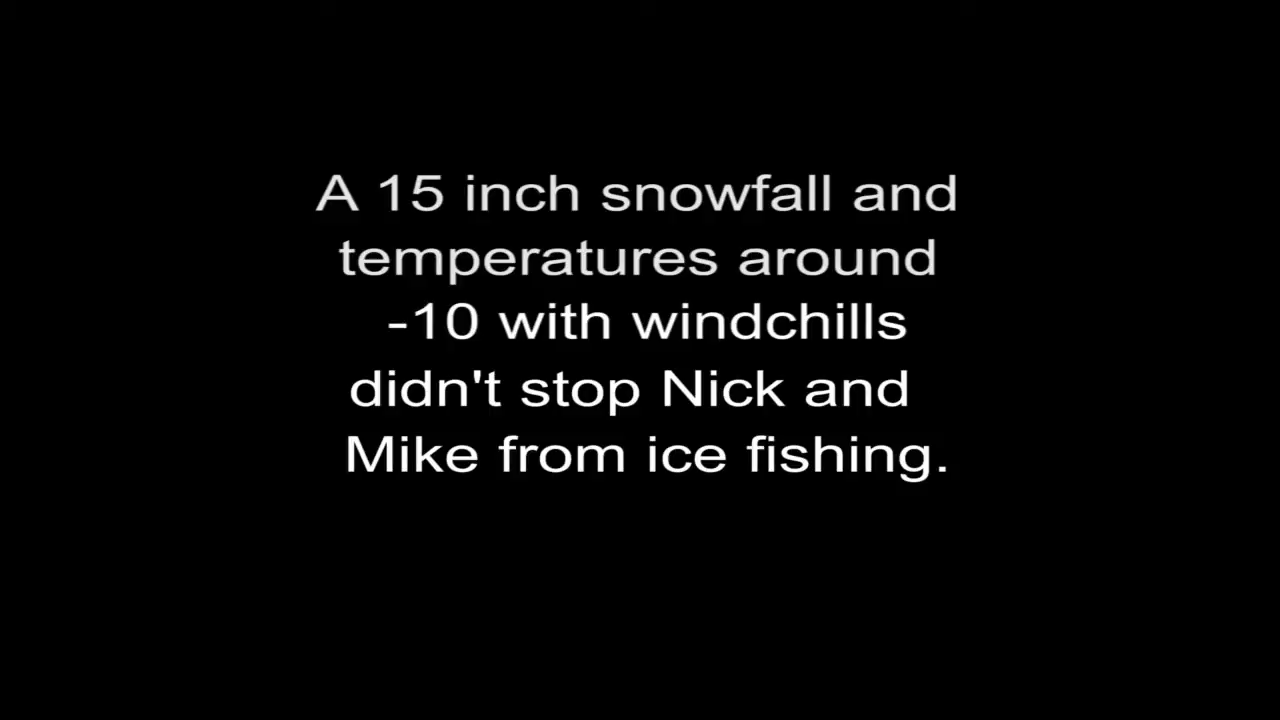 A 15 inch snowfall and
temperatures around
-10 with windchills
didn't stop Nick and
Mike from ice fishing.